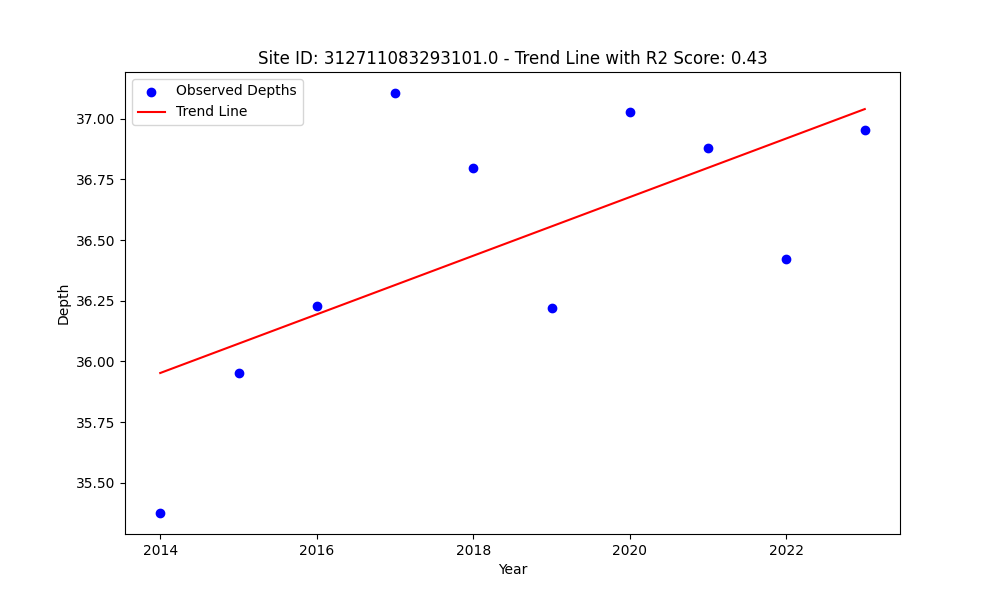 Site ID: 312711083293101.0 - Trend Line with R2 Score: 0.43
Observed Depths
Trend Line
37.00
36.75
36.50
36.25
36.00
35.75
35.50
Depth
2014
2016
2018
2020
2022
Year